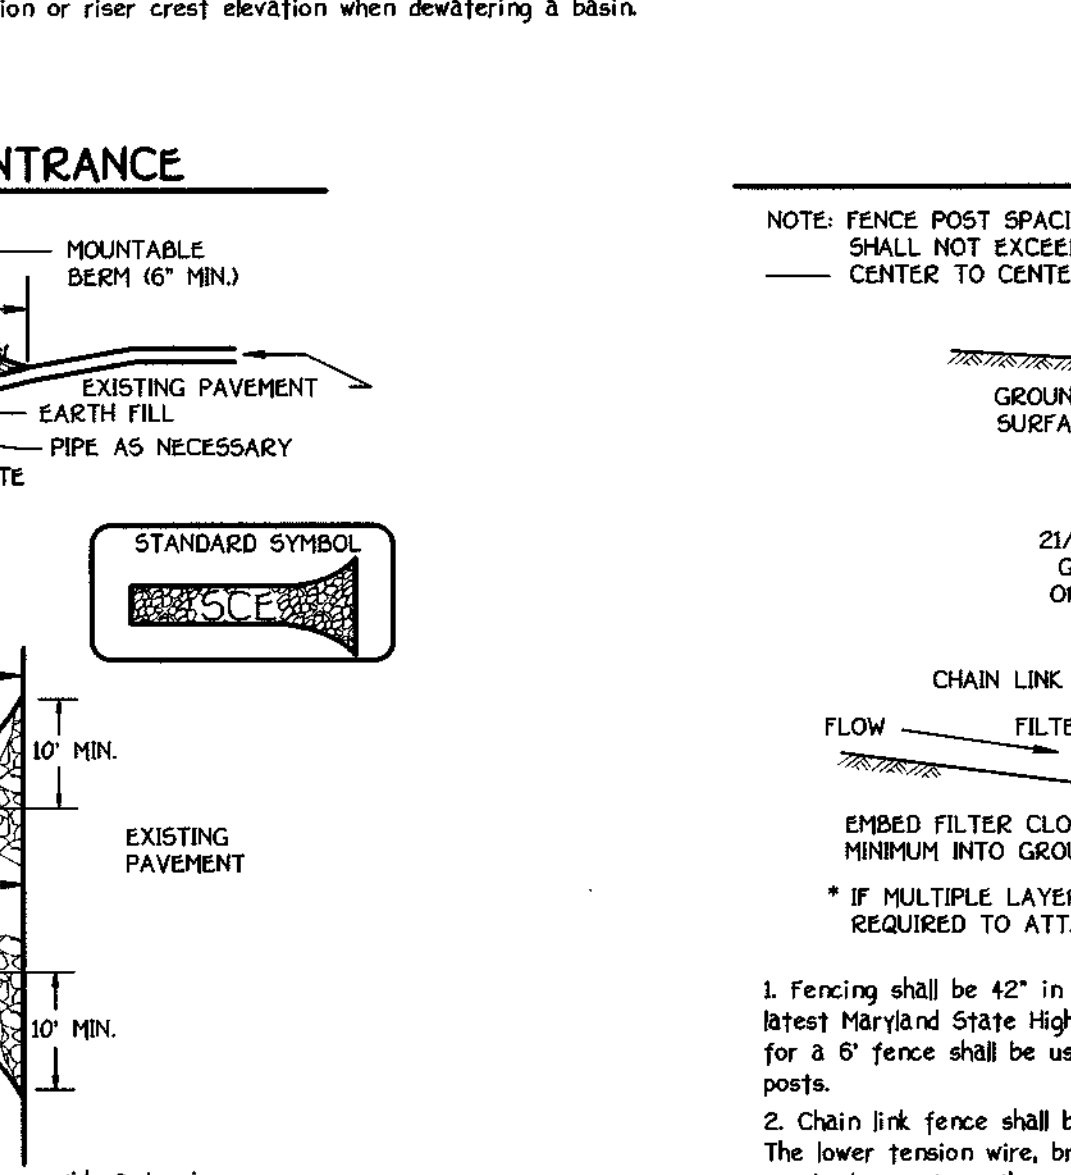 ion or riser crest elevation when dewatering a basin.
NTRANCE
MOUNTABLE
BERM (6" MIN.)
EXISTING PAVEMENT
EARTH FILL
PIPE AS NECESSARY
TE
STANDARD SYMBOL
SCE
10' MIN.
EXISTING
PAVEMENT
10' MIN.
NOTE: FENCE POST SPACI
SHALL NOT EXCEE
CENTER TO CENTE
GROUN
SURFA
21/
G
CHAIN LINK
FLOW
FILTE
EMBED FILTER CLO
MINIMUM INTO GROU
* IF MULTIPLE LAYER
REQUIRED TO ATT
1. Fencing shall be 42" in
latest Maryland State High
for a 6' fence shall be us
posts.
2. Chain link fence shall b
The lower tension wire, br